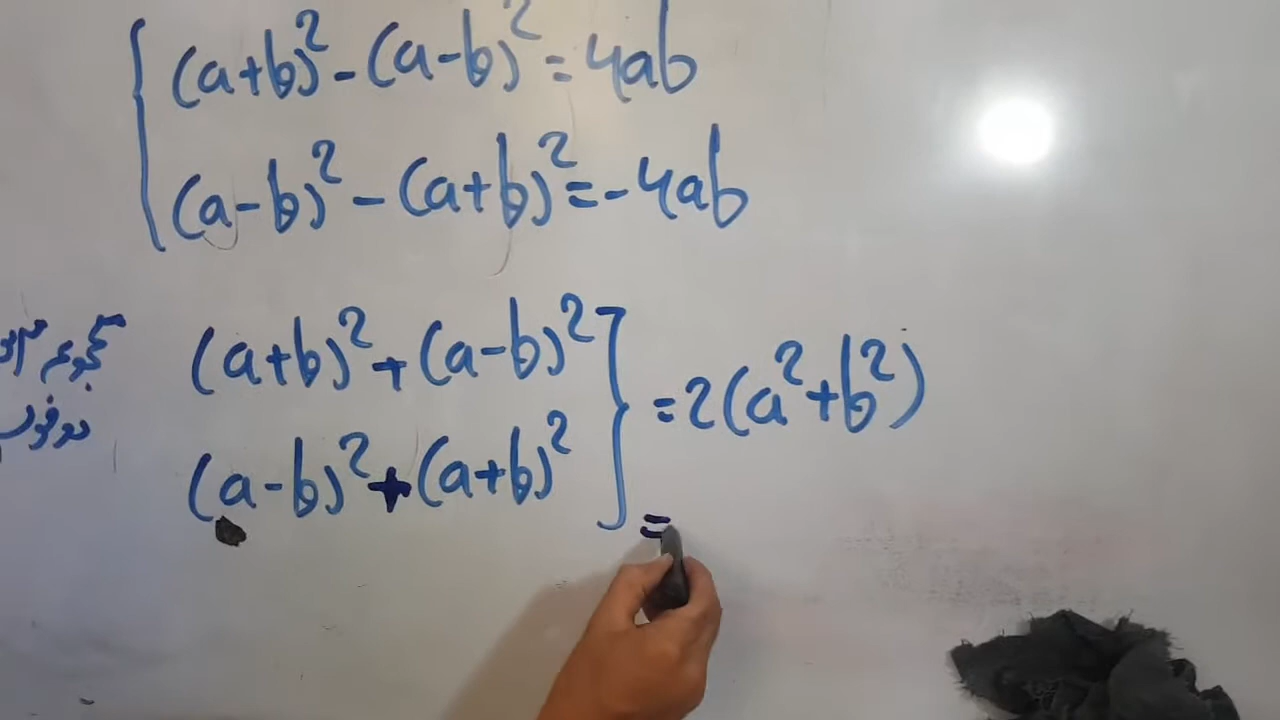 (a+b)² - (a-b)² = 4ab
(a-b)² - (a+b)² = -4ab
(a+b)² + (a-b)²
(a-b)² + (a+b)²
= 2(a²+b²)
=